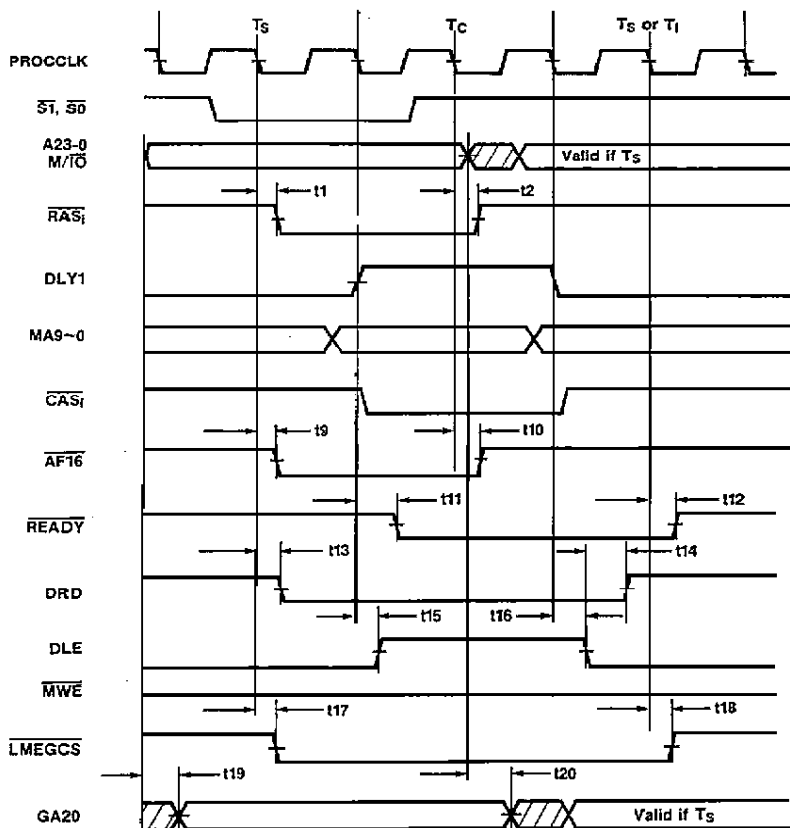 TS TC TS or TI
PROCCLK
S1, S0
A23-0
M/IO
Valid if TS
t1 t2
RASi
DLY1
MA9~0
CASi
t9 t10
AF16
t11 t12
READY
t13 t14
DRD
t15 t16
DLE
MWE
t17 t18
LMEGCS
t19 t20
GA20
Valid if TS